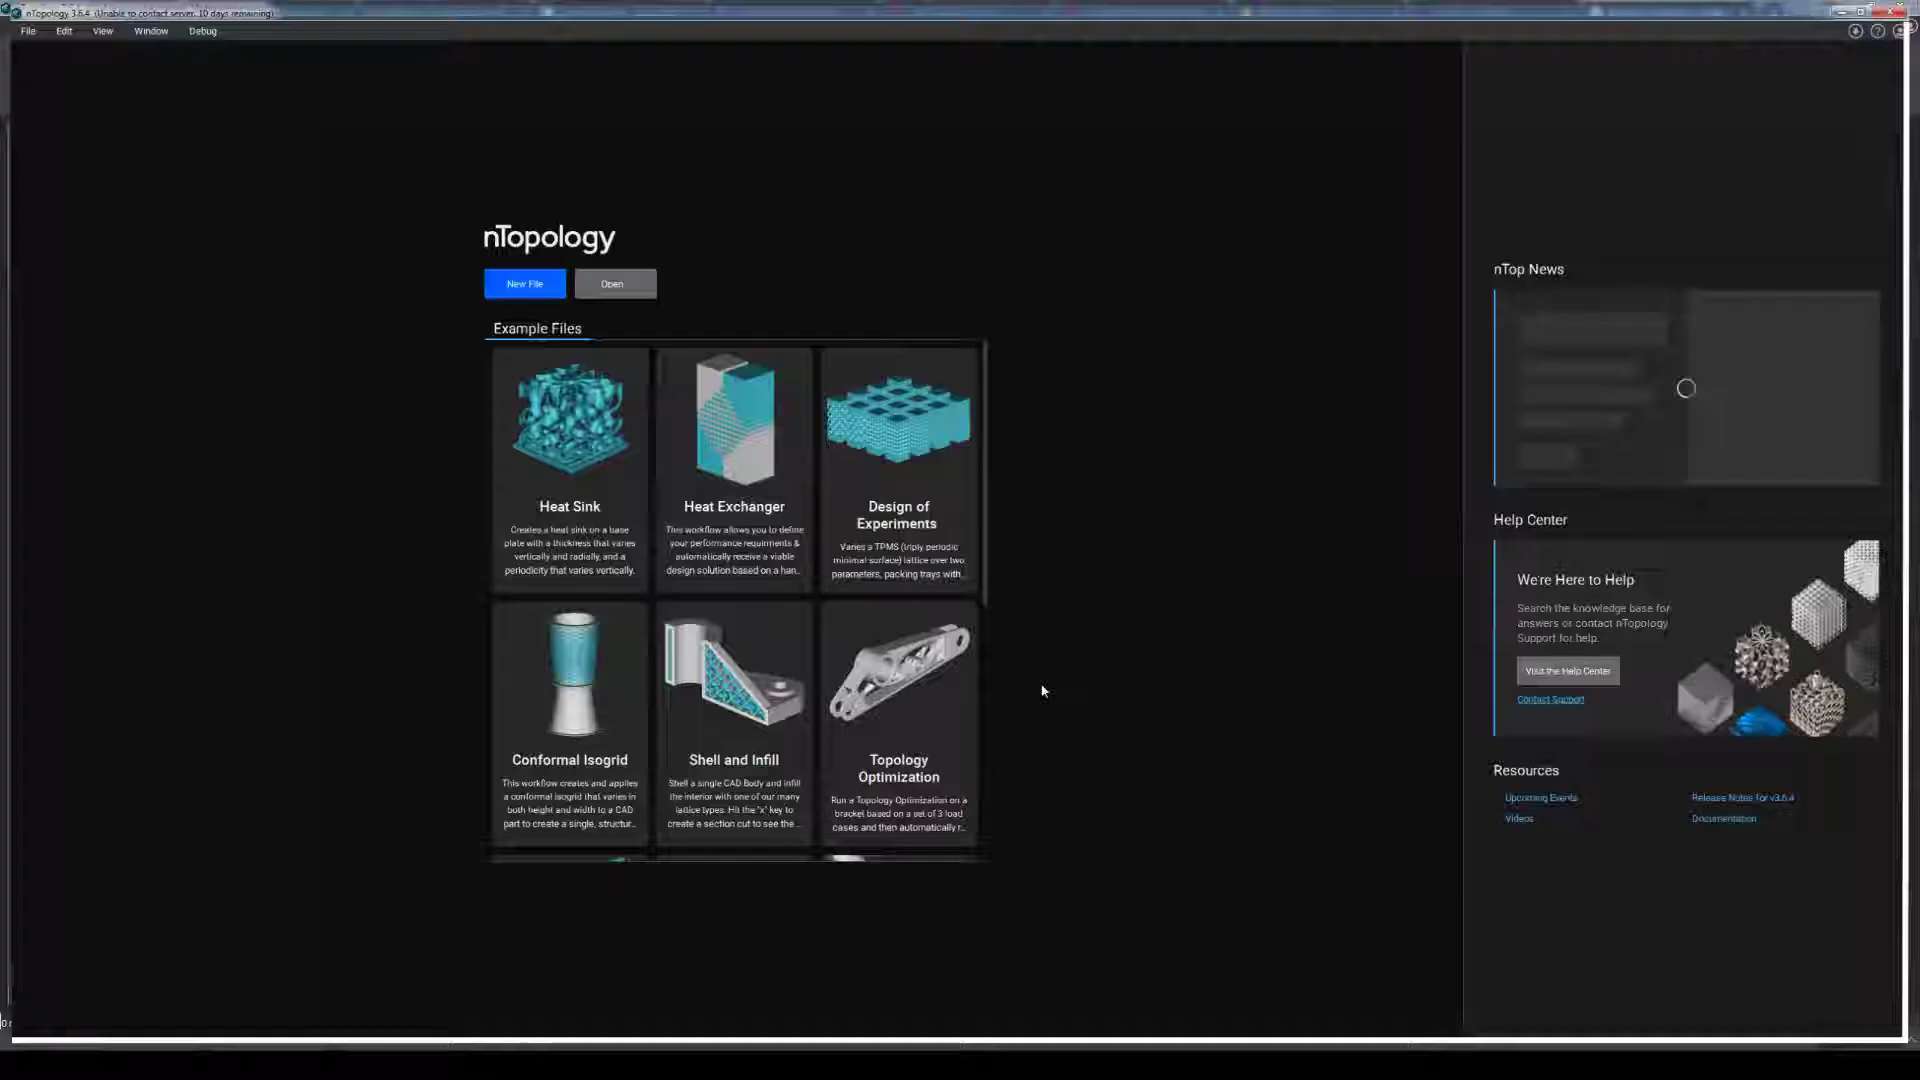 nTopology 3.6.4 (Unable to contact server. 10 days remaining)
File Edit View Window Debug
nTopology
New File Open
Example Files
Heat Sink
Creates a heat sink on a base
plate with a thickness that varies
vertically and radially, and a
periodicity that varies vertically.
Heat Exchanger
This workflow allows you to define
your performance requirments &
automatically receive a viable
design solution based on a han...
Design of
Experiments
Varies a TPMS (triply periodic
minimal surface) lattice over two
parameters, packing trays with...
Conformal Isogrid
This workflow creates and applies
a conformal isogrid that varies in
both height and width to a CAD
part to create a single, structur...
Shell and Infill
Shell a single CAD Body and infill
the interior with one of our many
lattice types. Hit the "x" key to
create a section cut to see the...
Topology
Optimization
Run a Topology Optimization on a
bracket based on a set of 3 load
cases and then automatically r...
nTop News
Help Center
We're Here to Help
Search the knowledge base for
answers or contact nTopology
Support for help.
Visit the Help Center
Contact Support
Resources
Upcoming Events Release Notes for v3.6.4
Videos Documentation